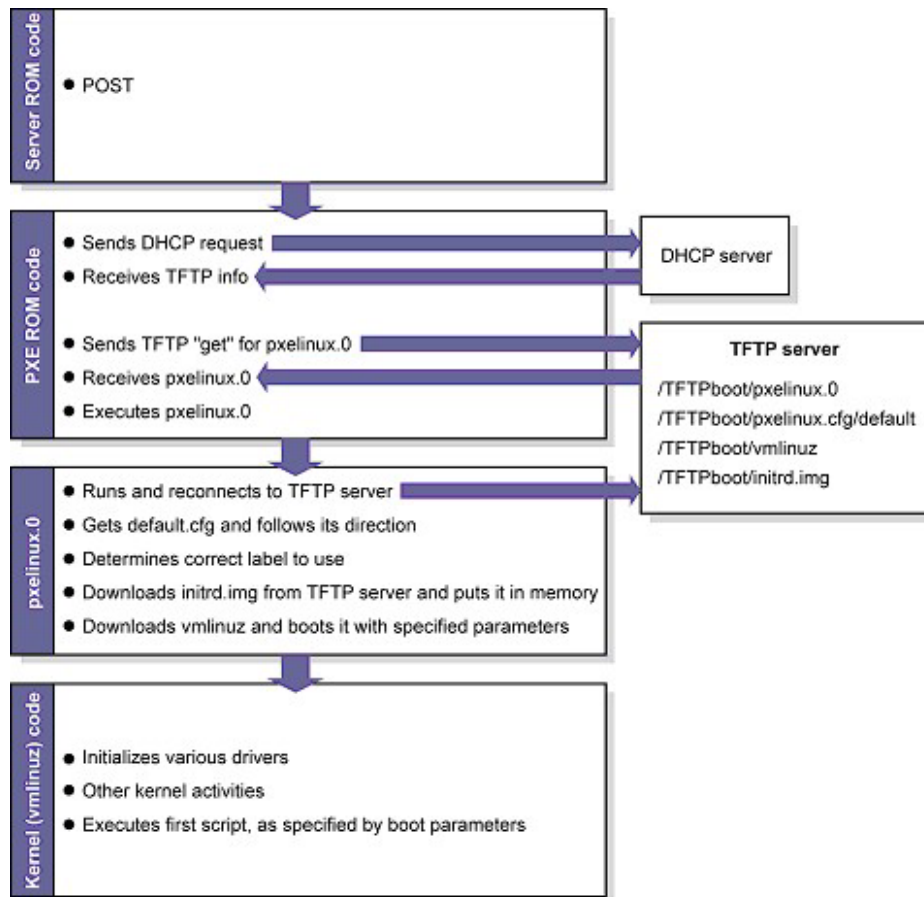 Server ROM code
POST
PXE ROM code
Sends DHCP request
Receives TFTP info
Sends TFTP "get" for pxelinux.0
Receives pxelinux.0
Executes pxelinux.0
DHCP server
TFTP server
/TFTPboot/pxelinux.0
/TFTPboot/pxelinux.cfg/default
/TFTPboot/vmlinuz
/TFTPboot/initrd.img
pxelinux.0
Runs and reconnects to TFTP server
Gets default.cfg and follows its direction
Determines correct label to use
Downloads initrd.img from TFTP server and puts it in memory
Downloads vmlinuz and boots it with specified parameters
Kernel (vmlinuz) code
Initializes various drivers
Other kernel activities
Executes first script, as specified by boot parameters